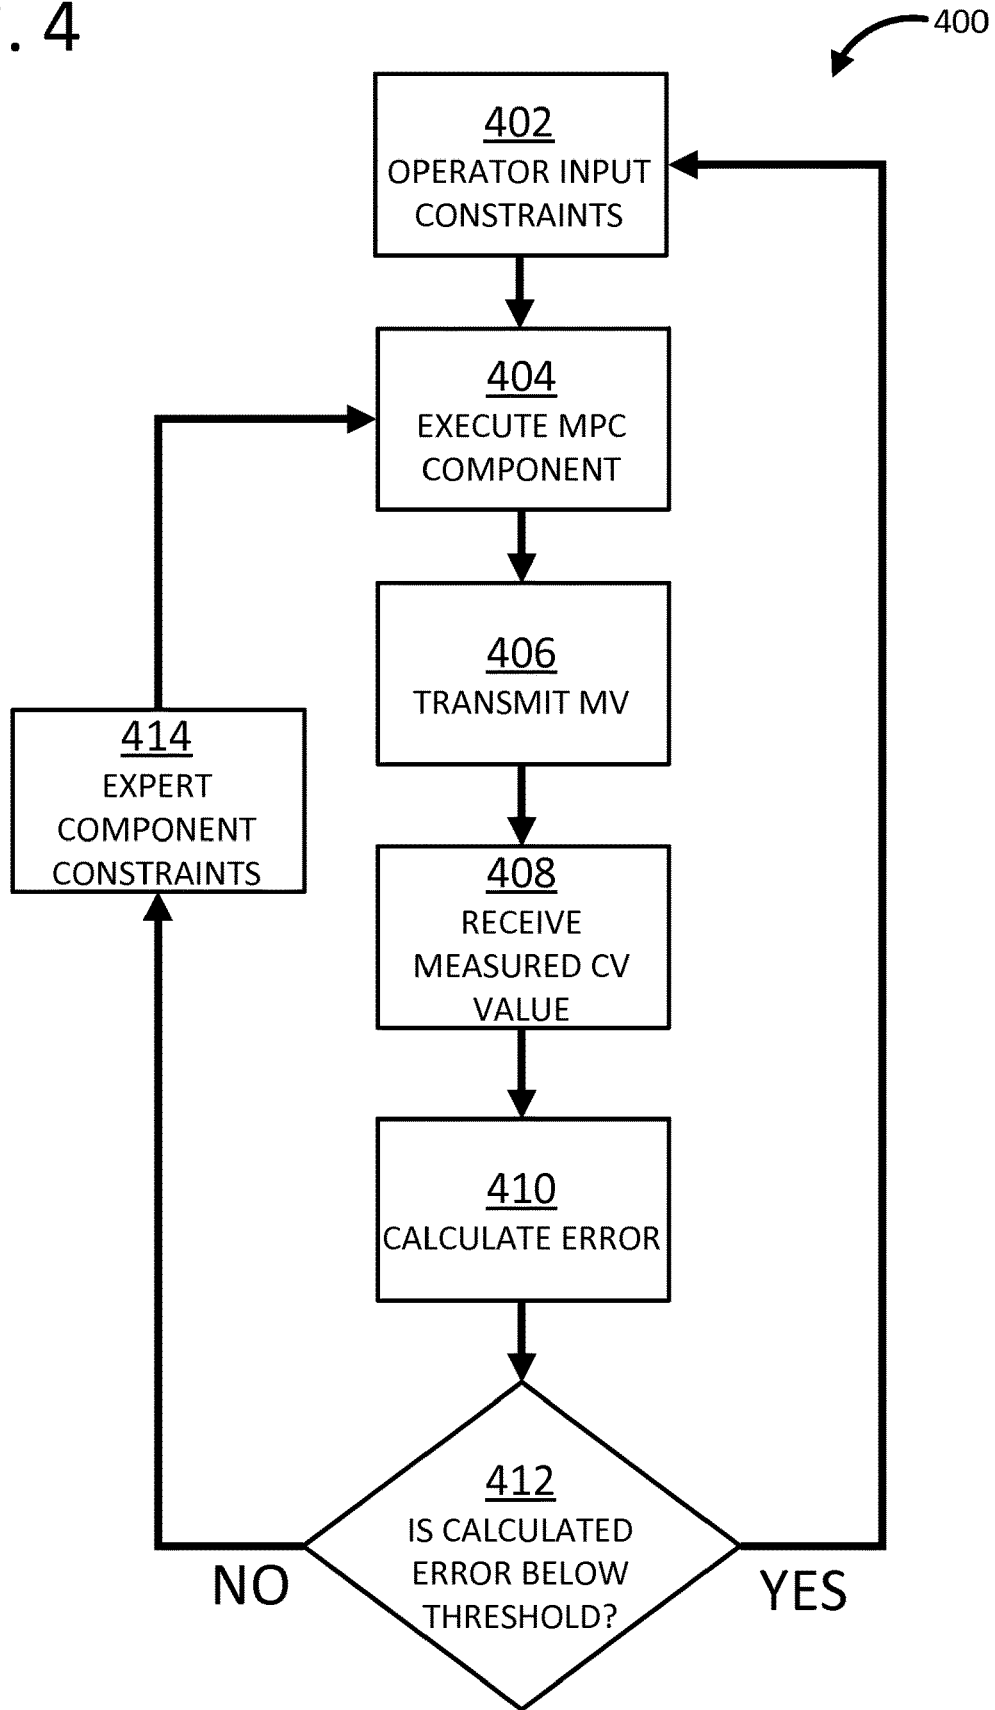 . 4
400
402
OPERATOR INPUT
CONSTRAINTS
404
EXECUTE MPC
COMPONENT
406
TRANSMIT MV
414
EXPERT
COMPONENT
CONSTRAINTS
408
RECEIVE
MEASURED CV
VALUE
410
CALCULATE ERROR
412
IS CALCULATED
ERROR BELOW
THRESHOLD?
NO
YES